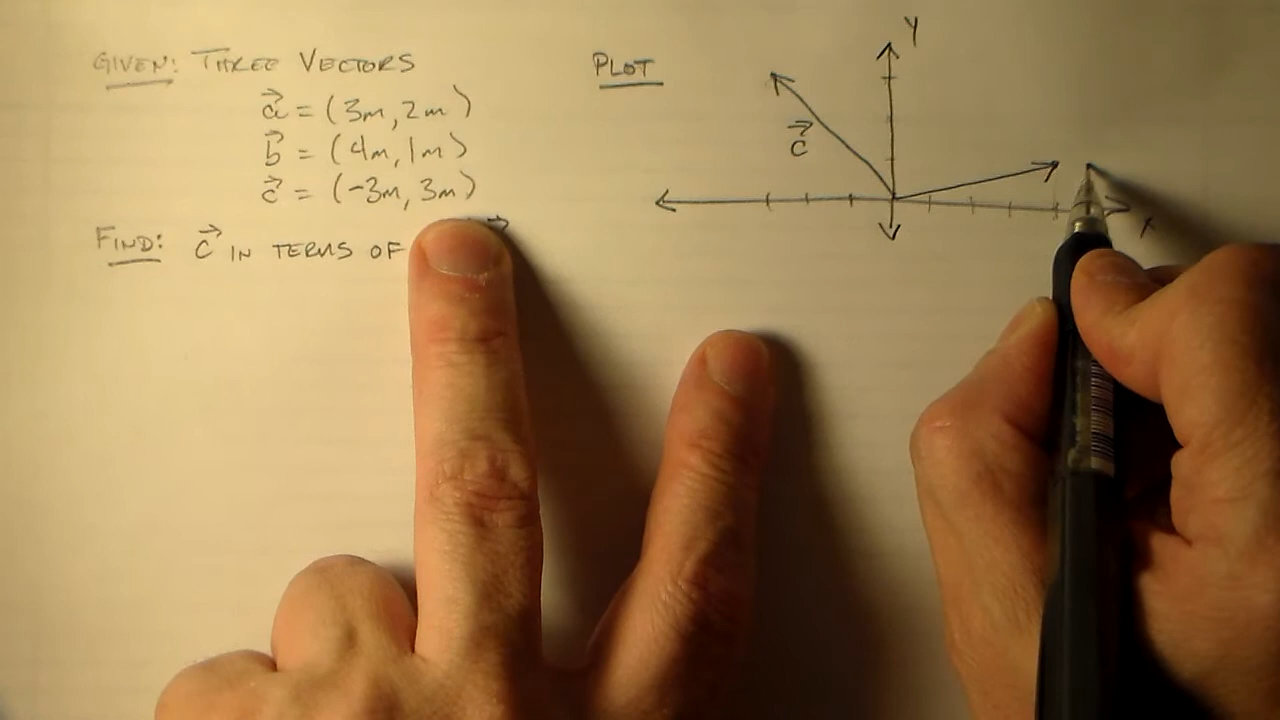 GIVEN: THREE VECTORS
a⃗ = (3m, 2m)
b⃗ = (4m, 1m)
c⃗ = (-3m, 3m)
FIND: c⃗ IN TERMS OF
PLOT
Y
c⃗
X